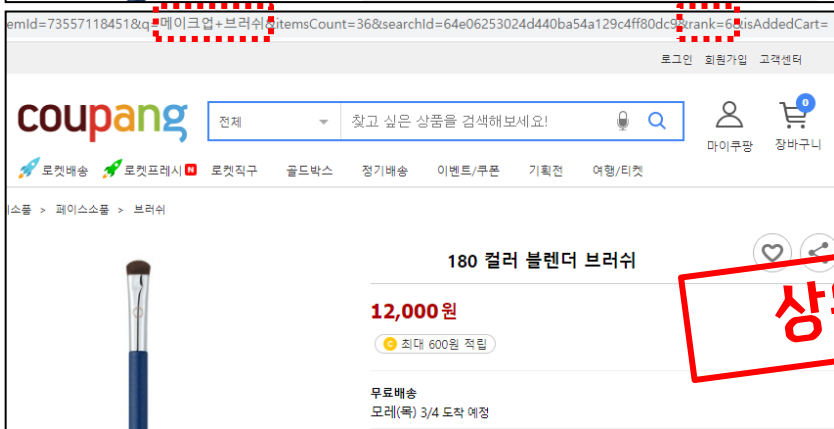 emId=73557118451&q=메이크업+브러쉬&itemsCount=36&searchId=64e06253024d440ba54a129c4ff80dc9&rank=6&isAddedCart=
로그인 회원가입 고객센터
coupang 전체 찾고 싶은 상품을 검색해보세요! 0
마이쿠팡 장바구니
로켓배송 로켓프레시 N 로켓직구 골드박스 정기배송 이벤트/쿠폰 기획전 여행/티켓
소품 > 페이스소품 > 브러쉬
180 컬러 블렌더 브러쉬
12,000원
최대 600원 적립
무료배송
모레(목) 3/4 도착 예정